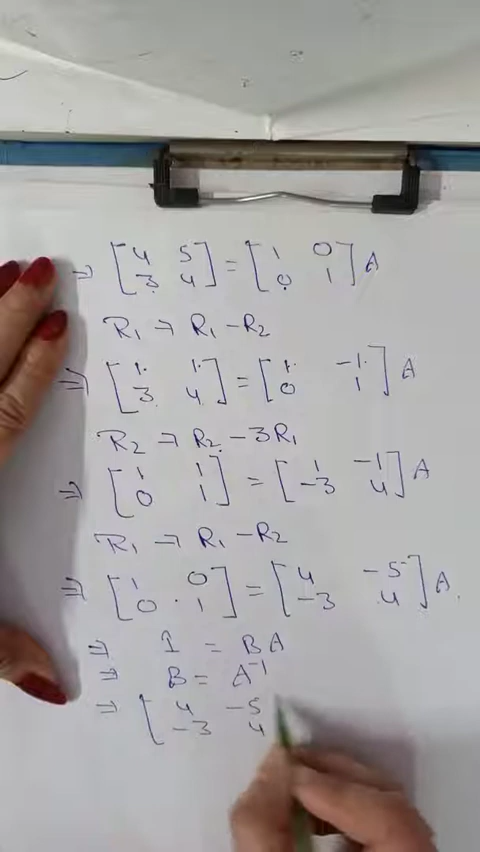 ⇒ [4 5; 3 4] = [1 0; 0 1] A
R₁ → R₁ - R₂
⇒ [1 1; 3 4] = [1 -1; 0 1] A
R₂ → R₂ - 3R₁
⇒ [1 1; 0 1] = [1 -1; -3 4] A
R₁ → R₁ - R₂
⇒ [1 0; 0 1] = [4 -5; -3 4] A
⇒ I = BA
⇒ B = A⁻¹
⇒ [4 -5; -3 4